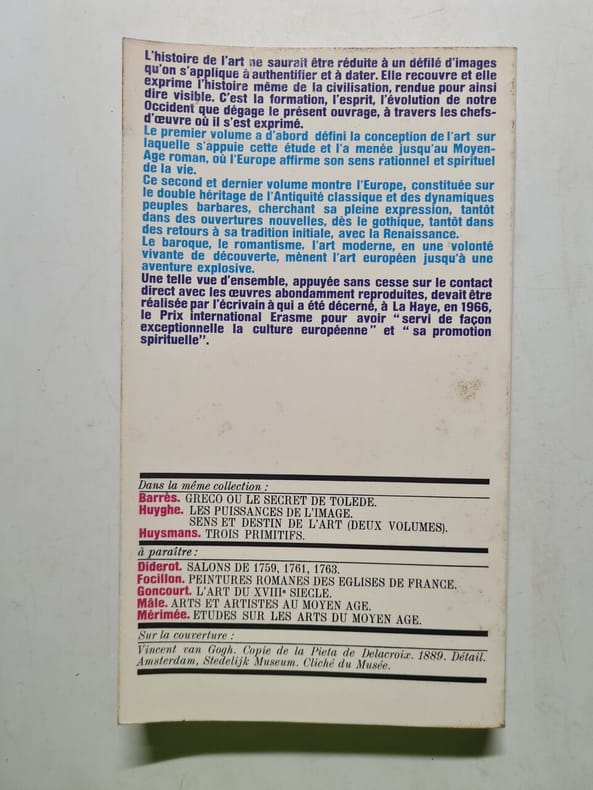 L'histoire de l'art ne saurait être réduite à un défilé d'images
qu'on s'applique à authentifier et à dater. Elle recouvre et elle
exprime l'histoire même de la civilisation, rendue pour ainsi
dire visible. C'est la formation, l'esprit, l'évolution de notre
Occident que dégage le présent ouvrage, à travers les chefs-
d'œuvre où il s'est exprimé.
Le premier volume a d'abord défini la conception de l'art sur
laquelle s'appuie cette étude et l'a menée jusqu'au Moyen-
Age roman, où l'Europe affirme son sens rationnel et spirituel
de la vie.
Ce second et dernier volume montre l'Europe, constituée sur
le double héritage de l'Antiquité classique et des dynamiques
peuples barbares, cherchant sa pleine expression, tantôt
dans des ouvertures nouvelles, dès le gothique, tantôt dans
des retours à sa tradition initiale, avec la Renaissance.
Le baroque, le romantisme, l'art moderne, en une volonté
vivante de découverte, mènent l'art européen jusqu'à une
aventure explosive.
Une telle vue d'ensemble, appuyée sans cesse sur le contact
direct avec les œuvres abondamment reproduites, devait être
réalisée par l'écrivain à qui a été décerné, à La Haye, en 1966,
le Prix international Erasme pour avoir "servi de façon
exceptionnelle la culture européenne" et "sa promotion
spirituelle".
Dans la même collection :
Barrès. GRECO OU LE SECRET DE TOLEDE.
Huyghe. LES PUISSANCES DE L'IMAGE.
SENS ET DESTIN DE L'ART (DEUX VOLUMES).
Huysmans. TROIS PRIMITIFS.
à paraître :
Diderot. SALONS DE 1759, 1761, 1763.
Focillon. PEINTURES ROMANES DES EGLISES DE FRANCE.
Goncourt. L'ART DU XVIIIe SIECLE.
Mâle. ARTS ET ARTISTES AU MOYEN AGE.
Mérimée. ETUDES SUR LES ARTS DU MOYEN AGE.
Sur la couverture :
Vincent van Gogh. Copie de la Pieta de Delacroix. 1889. Détail.
Amsterdam, Stedelijk Museum. Cliché du Musée.